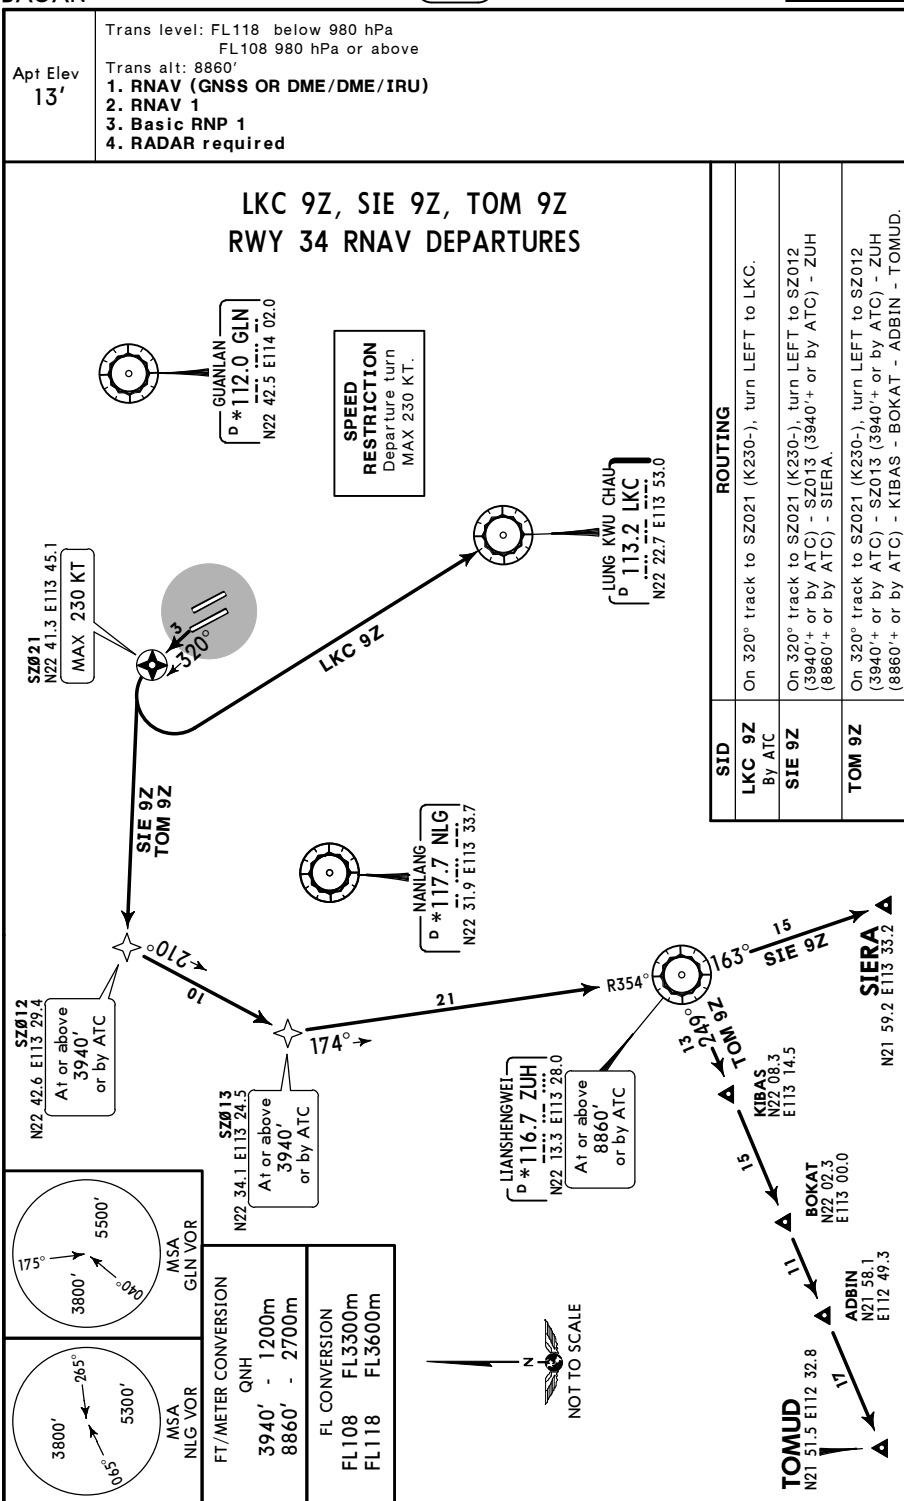 Apt Elev
13'
Trans level: FL118 below 980 hPa
FL108 980 hPa or above
Trans alt: 8860'
1. RNAV (GNSS OR DME/DME/IRU)
2. RNAV 1
3. Basic RNP 1
4. RADAR required
LKC 9Z, SIE 9Z, TOM 9Z
RWY 34 RNAV DEPARTURES
GUANLAN
D *112.0 GLN
N22 42.5 E114 02.0
SPEED
RESTRICTION
Departure turn
MAX 230 KT.
LUNG KWU CHAU
D 113.2 LKC
N22 22.7 E113 53.0
SZØ21
N22 41.3 E113 45.1
MAX 230 KT
3
320°
LKC 9Z
SIE 9Z
TOM 9Z
NANLANG
D *117.7 NLG
N22 31.9 E113 33.7
SZØ12
N22 42.6 E113 29.4
At or above
3940'
or by ATC
210°
10
SZØ13
N22 34.1 E113 24.5
At or above
3940'
or by ATC
174°
21
R354°
LIANSHENGWEI
D *116.7 ZUH
N22 13.3 E113 28.0
At or above
8860'
or by ATC
163°
15
SIE 9Z
SIERA
N21 59.2 E113 33.2
249°
13
TOM 9Z
KIBAS
N22 08.3
E113 14.5
15
BOKAT
N22 02.3
E113 00.0
11
ADBIN
N21 58.1
E112 49.3
17
TOMUD
N21 51.5 E112 32.8
SID
ROUTING
LKC 9Z
By ATC
On 320° track to SZ021 (K230-), turn LEFT to LKC.
SIE 9Z
On 320° track to SZ021 (K230-), turn LEFT to SZ012
(3940'+ or by ATC) - SZ013 (3940'+ or by ATC) - ZUH
(8860'+ or by ATC) - SIERA.
TOM 9Z
On 320° track to SZ021 (K230-), turn LEFT to SZ012
(3940'+ or by ATC) - SZ013 (3940'+ or by ATC) - ZUH
(8860'+ or by ATC) - KIBAS - BOKAT - ADBIN - TOMUD.
175°
5500'
3800'
040°
MSA
GLN VOR
265°
3800'
5300'
065°
MSA
NLG VOR
FT/METER CONVERSION
QNH
3940' - 1200m
8860' - 2700m
FL CONVERSION
FL108 FL3300m
FL118 FL3600m
N
NOT TO SCALE